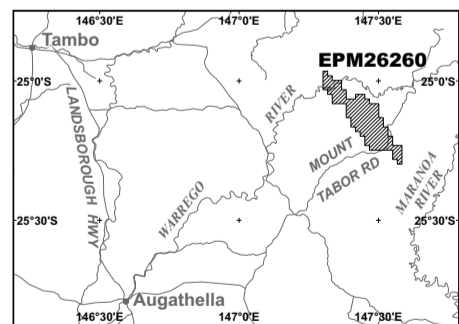 146°30'E
147°0'E
147°30'E
Tambo
EPM26260
25°0'S
25°0'S
LANDSBOROUGH HWY
RIVER
MOUNT
TABOR RD
MARANOA
RIVER
WARREGO
25°30'S
25°30'S
Augathella
146°30'E
147°0'E
147°30'E